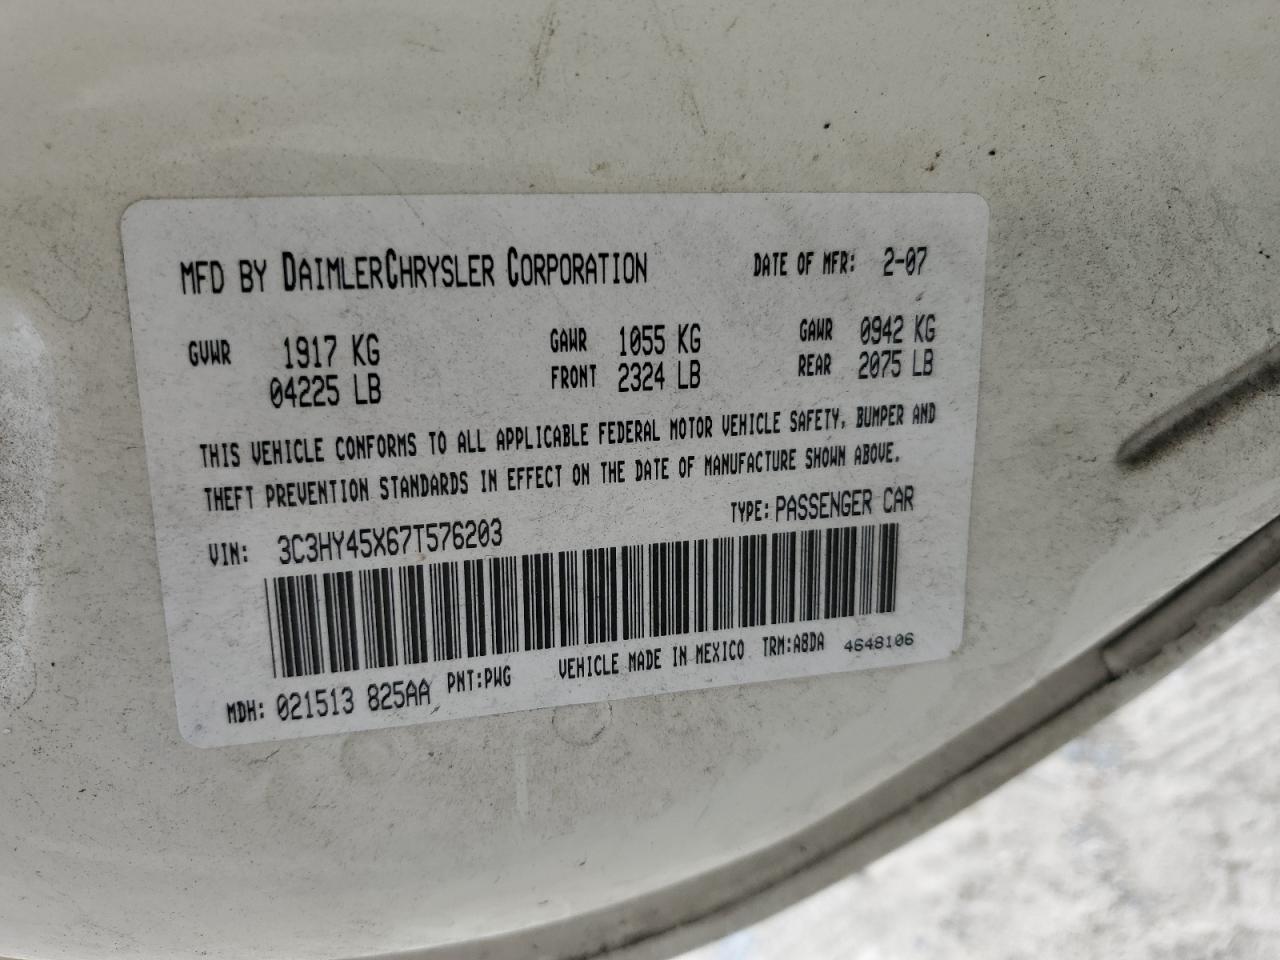 MFD BY DAIMLERCHRYSLER CORPORATION DATE OF MFR: 2-07
GVWR 1917 KG GAWR 1055 KG GAWR 0942 KG
04225 LB FRONT 2324 LB REAR 2075 LB
THIS VEHICLE CONFORMS TO ALL APPLICABLE FEDERAL MOTOR VEHICLE SAFETY, BUMPER AND
THEFT PREVENTION STANDARDS IN EFFECT ON THE DATE OF MANUFACTURE SHOWN ABOVE.
VIN: 3C3HY45X67T576203 TYPE: PASSENGER CAR
MDH: 021513 825AA PNT:PWG VEHICLE MADE IN MEXICO TRM:A8DA 4648106